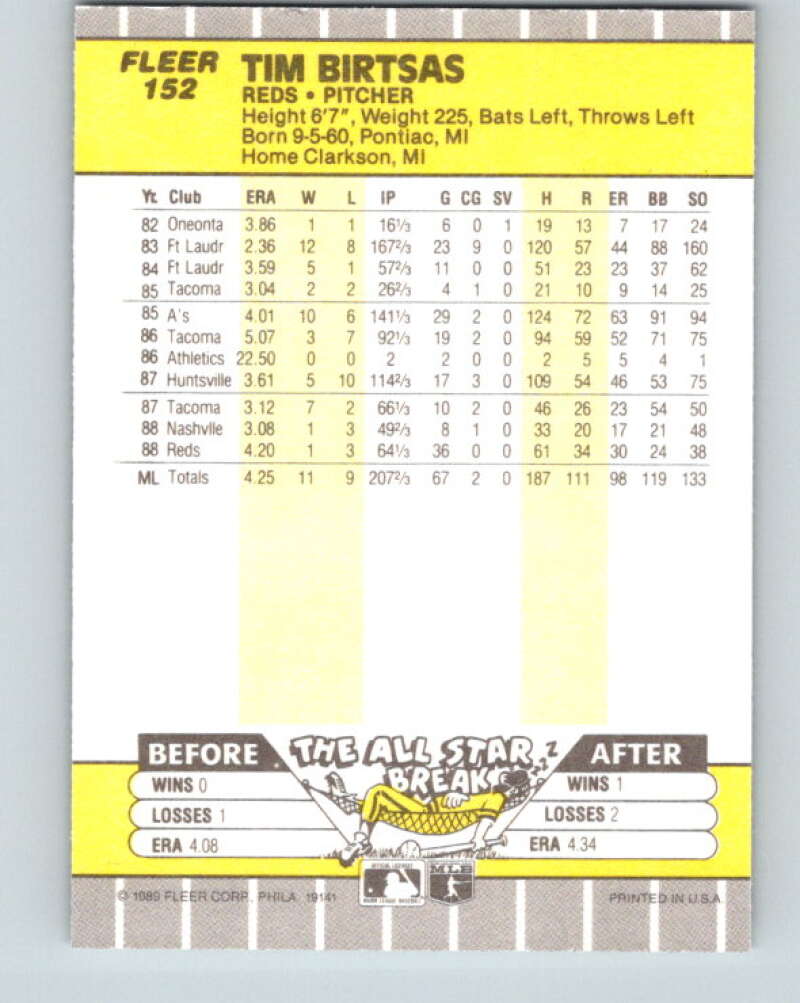 FLEER
152
TIM BIRTSAS
REDS • PITCHER
Height 6'7", Weight 225, Bats Left, Throws Left
Born 9-5-60, Pontiac, MI
Home Clarkson, MI
Yr. Club ERA W L IP G CG SV H R ER BB SO
82 Oneonta 3.86 1 1 16⅓ 6 0 1 19 13 7 17 24
83 Ft Laudr 2.36 12 8 167⅔ 23 9 0 120 57 44 88 160
84 Ft Laudr 3.59 5 1 57⅔ 11 0 0 51 23 23 37 62
85 Tacoma 3.04 2 2 26⅔ 4 1 0 21 10 9 14 25
85 A's 4.01 10 6 141⅓ 29 2 0 124 72 63 91 94
86 Tacoma 5.07 3 7 92⅓ 19 2 0 94 59 52 71 75
86 Athletics 22.50 0 0 2 2 0 0 2 5 5 4 1
87 Huntsville 3.61 5 10 114⅔ 17 3 0 109 54 46 53 75
87 Tacoma 3.12 7 2 66⅓ 10 2 0 46 26 23 54 50
88 Nashvlle 3.08 1 3 49⅔ 8 1 0 33 20 17 21 48
88 Reds 4.20 1 3 64⅓ 36 0 0 61 34 30 24 38
ML Totals 4.25 11 9 207⅔ 67 2 0 187 111 98 119 133
BEFORE THE ALL STAR BREAK ZZZZ AFTER
WINS 0 WINS 1
LOSSES 1 LOSSES 2
ERA 4.08 ERA 4.34
MLB
© 1989 FLEER CORP. PHILA. 19141 PRINTED IN U.S.A.